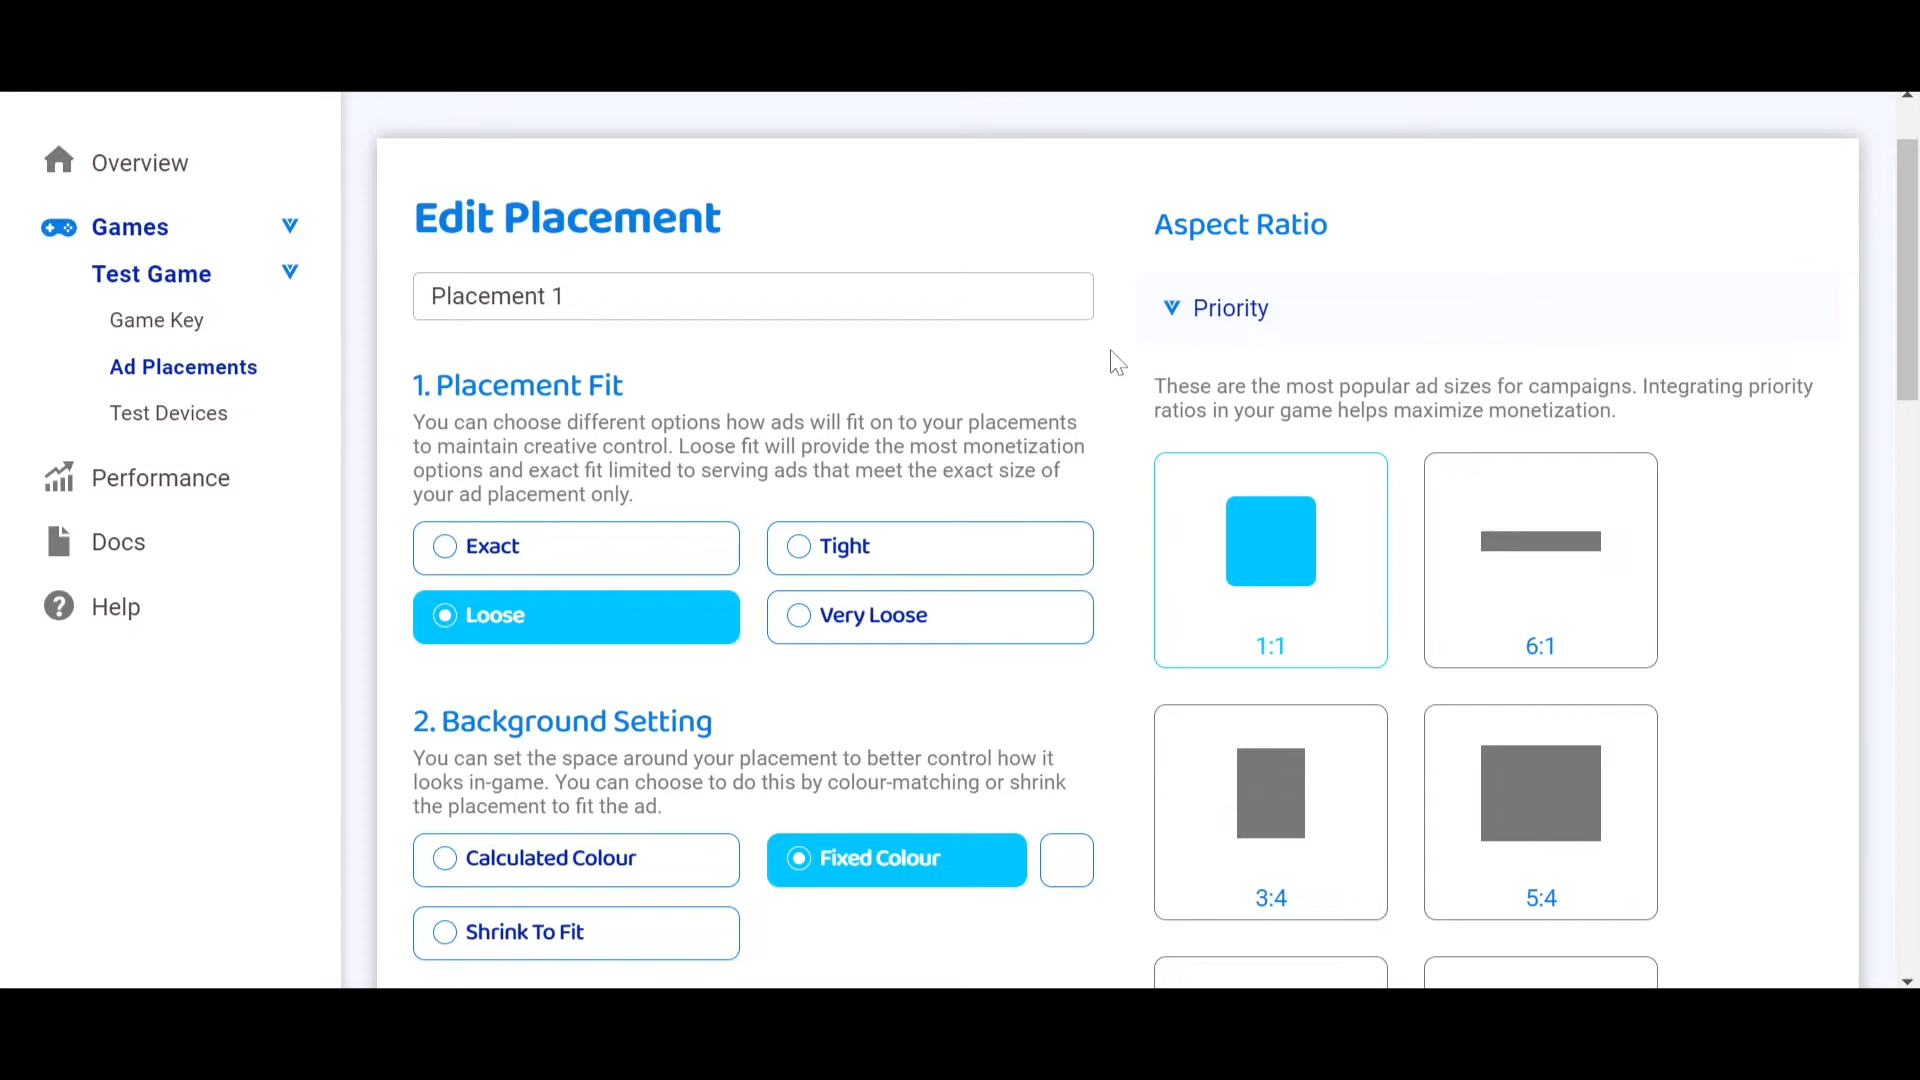 Overview
Games
Test Game
Game Key
Ad Placements
Test Devices
Performance
Docs
Help
Edit Placement
Placement 1
1. Placement Fit
You can choose different options how ads will fit on to your placements
to maintain creative control. Loose fit will provide the most monetization
options and exact fit limited to serving ads that meet the exact size of
your ad placement only.
Exact
Tight
Loose
Very Loose
2. Background Setting
You can set the space around your placement to better control how it
looks in-game. You can choose to do this by colour-matching or shrink
the placement to fit the ad.
Calculated Colour
Fixed Colour
Shrink To Fit
Aspect Ratio
Priority
These are the most popular ad sizes for campaigns. Integrating priority
ratios in your game helps maximize monetization.
1:1
6:1
3:4
5:4